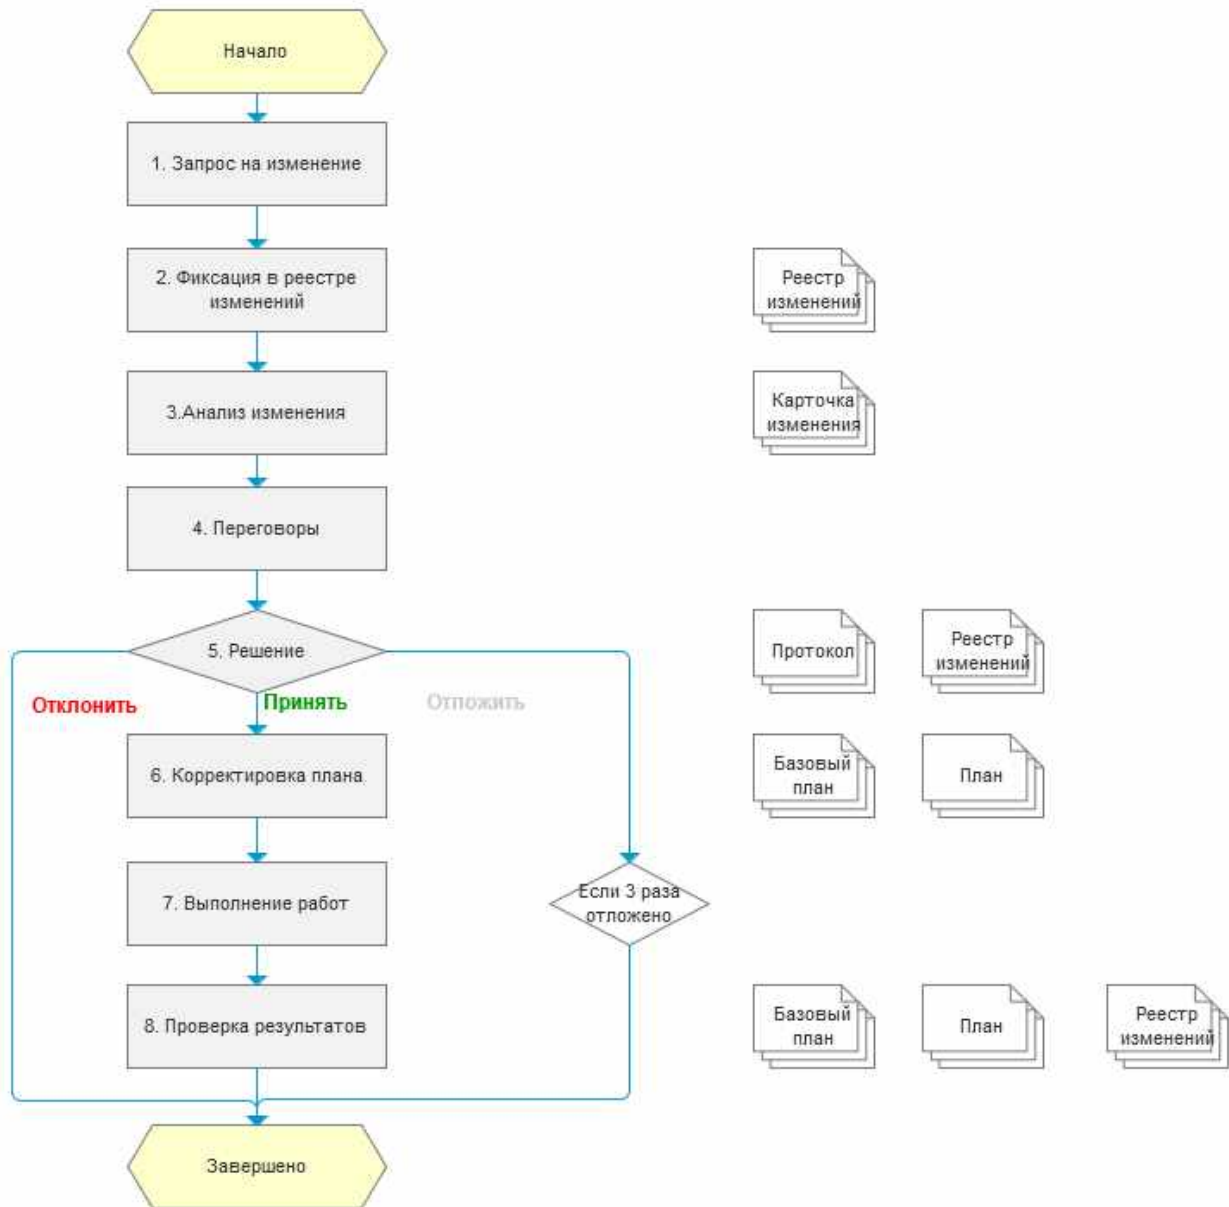 Начало
1. Запрос на изменение
2. Фиксация в реестре
изменений
Реестр
изменений
3.Анализ изменения
Карточка
изменения
4. Переговоры
5. Решение
Протокол
Реестр
изменений
Отклонить
Принять
Отложить
6. Корректировка плана
Базовый
план
План
7. Выполнение работ
Если 3 раза
отложено
8. Проверка результатов
Базовый
план
План
Реестр
изменений
Завершено